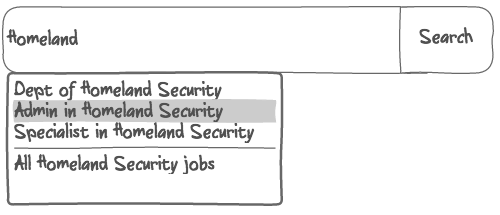 Homeland
Search
Dept of Homeland Security
Admin in Homeland Security
Specialist in Homeland Security
All Homeland Security jobs